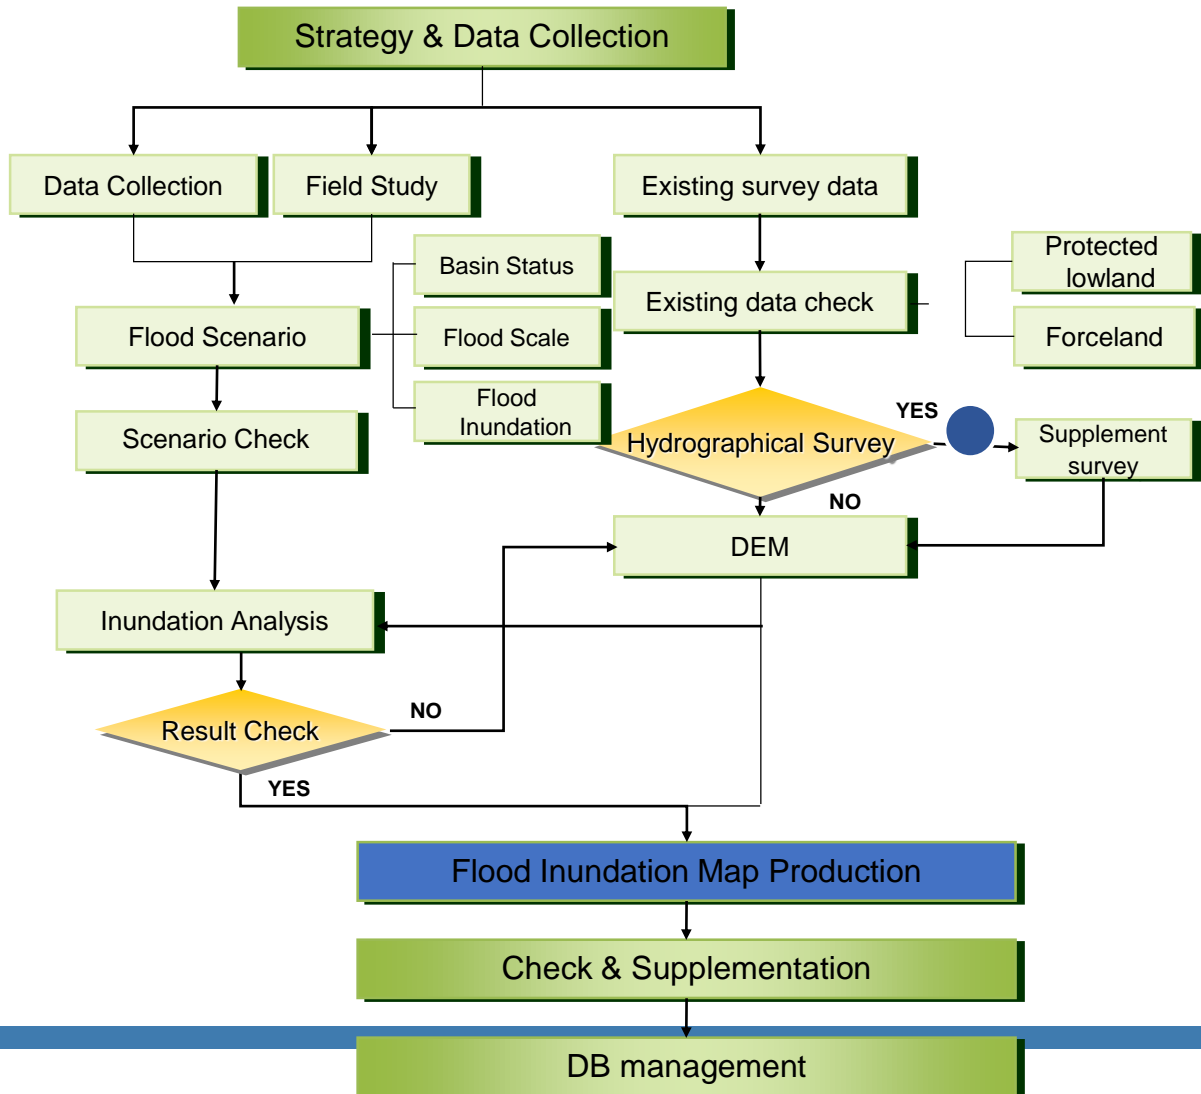 Strategy & Data Collection
Data Collection
Field Study
Existing survey data
Basin Status
Protected
lowland
Flood Scenario
Flood Scale
Existing data check
Forceland
Flood
Inundation
Scenario Check
Hydrographical Survey
YES
Supplement
survey
NO
DEM
Inundation Analysis
Result Check
NO
YES
Flood Inundation Map Production
Check & Supplementation
DB management